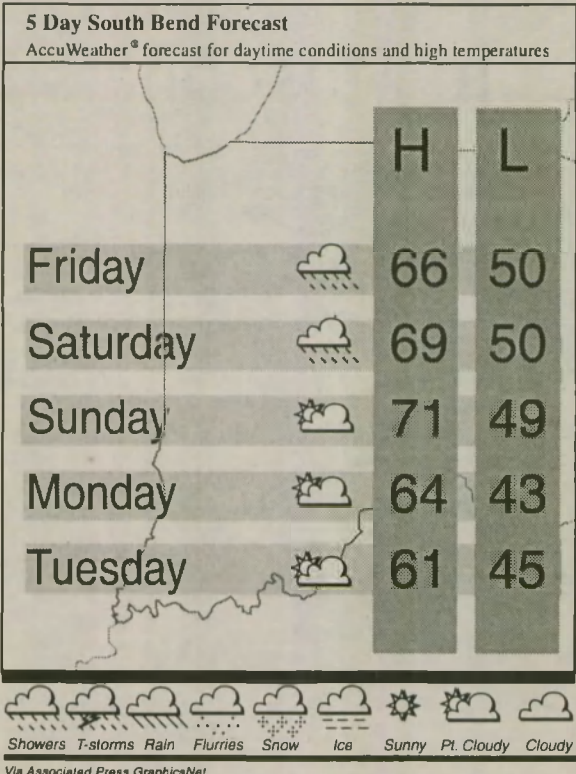 5 Day South Bend Forecast
AccuWeather® forecast for daytime conditions and high temperatures
H L
Friday 66 50
Saturday 69 50
Sunday 71 49
Monday 64 43
Tuesday 61 45
Showers T-storms Rain Flurries Snow Ice Sunny Pt. Cloudy Cloudy
Via Associated Press GraphicsNet